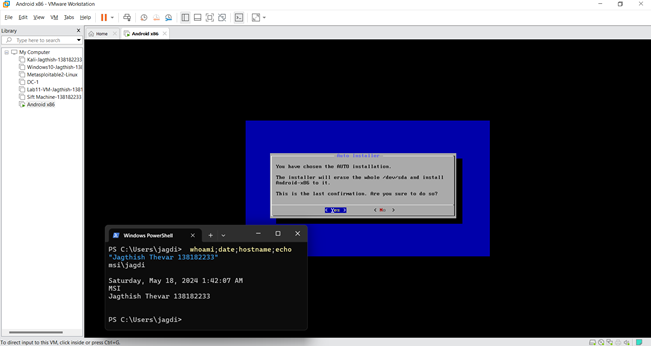 Android x86 - VMware Workstation
File Edit View VM Tabs Help
Library
Type here to search
My Computer
Kali-Jagthish-138182233
Windows10-Jagthish-138
Metasploitable2-Linux
DC-1
Lab11-VM-Jagthish-1381
Sift Machine-138182233
Android x86
Home
Android x86
Auto Installer
You have chosen the AUTO installation.
The installer will erase the whole /dev/sda and install
Android-x86 to it.
This is the last confirmation. Are you sure to do so?
< Yes >
< No >
Windows PowerShell
PS C:\Users\jagdi> whoami;date;hostname;echo
"Jagthish Thevar 138182233"
msi\jagdi
Saturday, May 18, 2024 1:42:07 AM
MSI
Jagthish Thevar 138182233
PS C:\Users\jagdi>
To direct input to this VM, click inside or press Ctrl+G.